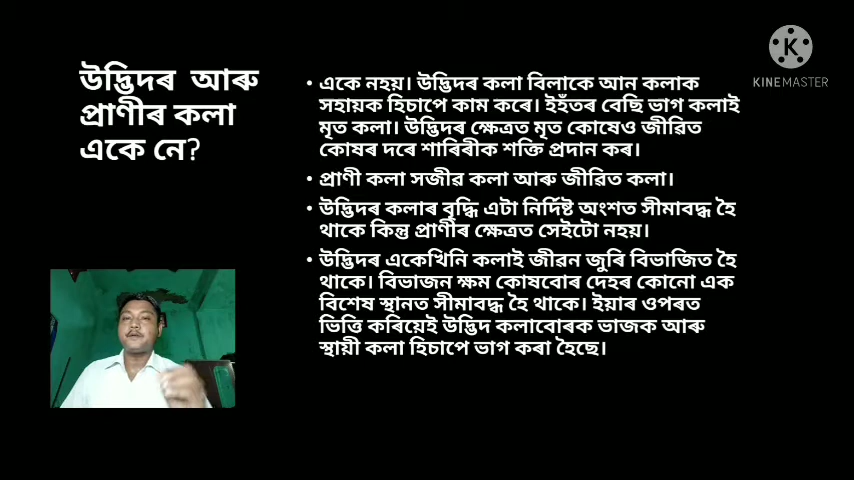 উদ্ভিদৰ আৰু
প্ৰাণীৰ কলা
একে নে?
• একে নহয়। উদ্ভিদৰ কলা বিলাকে আন কলাক
সহায়ক হিচাপে কাম কৰে। ইহঁতৰ বেছি ভাগ কলাই
মৃত কলা। উদ্ভিদৰ ক্ষেত্ৰত মৃত কোষেও জীৱিত
কোষৰ দৰে শাৰিৰীক শক্তি প্ৰদান কৰ।
• প্ৰাণী কলা সজীৱ কলা আৰু জীৱিত কলা।
• উদ্ভিদৰ কলাৰ বৃদ্ধি এটা নিৰ্দিষ্ট অংশত সীমাবদ্ধ হৈ
থাকে কিন্তু প্ৰাণীৰ ক্ষেত্ৰত সেইটো নহয়।
• উদ্ভিদৰ একেখিনি কলাই জীৱন জুৰি বিভাজিত হৈ
থাকে। বিভাজন ক্ষম কোষবোৰ দেহৰ কোনো এক
বিশেষ স্থানত সীমাবদ্ধ হৈ থাকে। ইয়াৰ ওপৰত
ভিত্তি কৰিয়েই উদ্ভিদ কলাবোৰক ভাজক আৰু
স্থায়ী কলা হিচাপে ভাগ কৰা হৈছে।
K
KINEMASTER